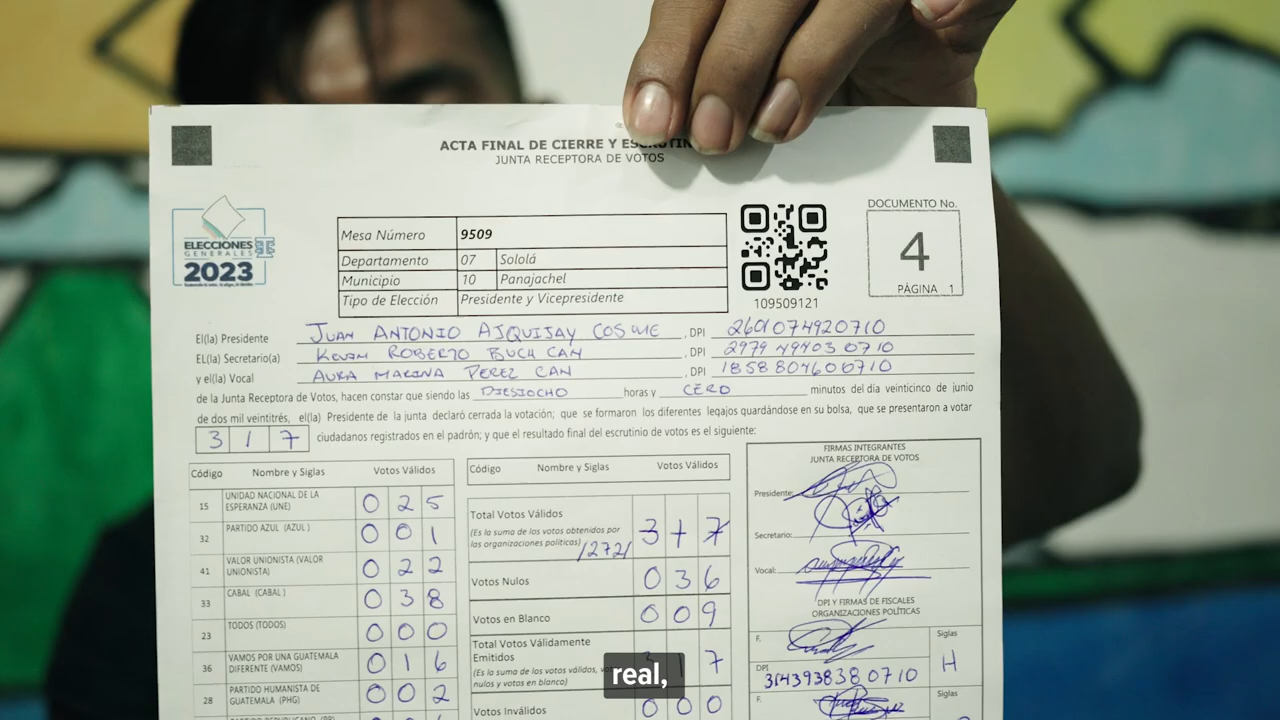 ACTA FINAL DE CIERRE Y ESCRUTIN
JUNTA RECEPTORA DE VOTOS
ELECCIONES
GENERALES
2023
Mesa Número 9509
Departamento 07 Sololá
Municipio 10 Panajachel
Tipo de Elección Presidente y Vicepresidente
109509121
DOCUMENTO No.
4
PÁGINA 1
El(la) Presidente JUAN ANTONIO AJQUIJAY COSME , DPI 2601074920710
EL(la) Secretario(a) KEVIN ROBERTO BUCH CAN , DPI 2979 49403 0710
y el(la) Vocal AURA MARINA PEREZ CAN , DPI 1858804600710
de la Junta Receptora de Votos, hacen constar que siendo las DIESIOCHO horas y CERO minutos del día veinticinco de junio
de dos mil veintitrés, el(la) Presidente de la junta declaró cerrada la votación; que se formaron los diferentes legajos guardándose en su bolsa, que se presentaron a votar
3 1 7 ciudadanos registrados en el padrón; y que el resultado final del escrutinio de votos es el siguiente:
Código Nombre y Siglas Votos Válidos
15 UNIDAD NACIONAL DE LA ESPERANZA (UNE) 0 2 5
32 PARTIDO AZUL (AZUL ) 0 0 1
41 VALOR UNIONISTA (VALOR UNIONISTA) 0 2 2
33 CABAL (CABAL ) 0 3 8
23 TODOS (TODOS) 0 0 0
36 VAMOS POR UNA GUATEMALA DIFERENTE (VAMOS) 0 1 6
28 PARTIDO HUMANISTA DE GUATEMALA (PHG) 0 0 2
Código Nombre y Siglas Votos Válidos
Total Votos Válidos 3 1 7
(Es la suma de los votos obtenidos por
las organizaciones políticas) /272/
Votos Nulos 0 3 6
Votos en Blanco 0 0 9
Total Votos Válidamente
Emitidos 3 1 7
(Es la suma de los votos válidos,
nulos y votos en blanco)
Votos Inválidos 0 0 0
FIRMAS INTEGRANTES
JUNTA RECEPTORA DE VOTOS
Presidente:
Secretario:
Vocal:
DPI Y FIRMAS DE FISCALES
ORGANIZACIONES POLÍTICAS
F. Siglas
H
DPI 3143938380710
F. Siglas
real,